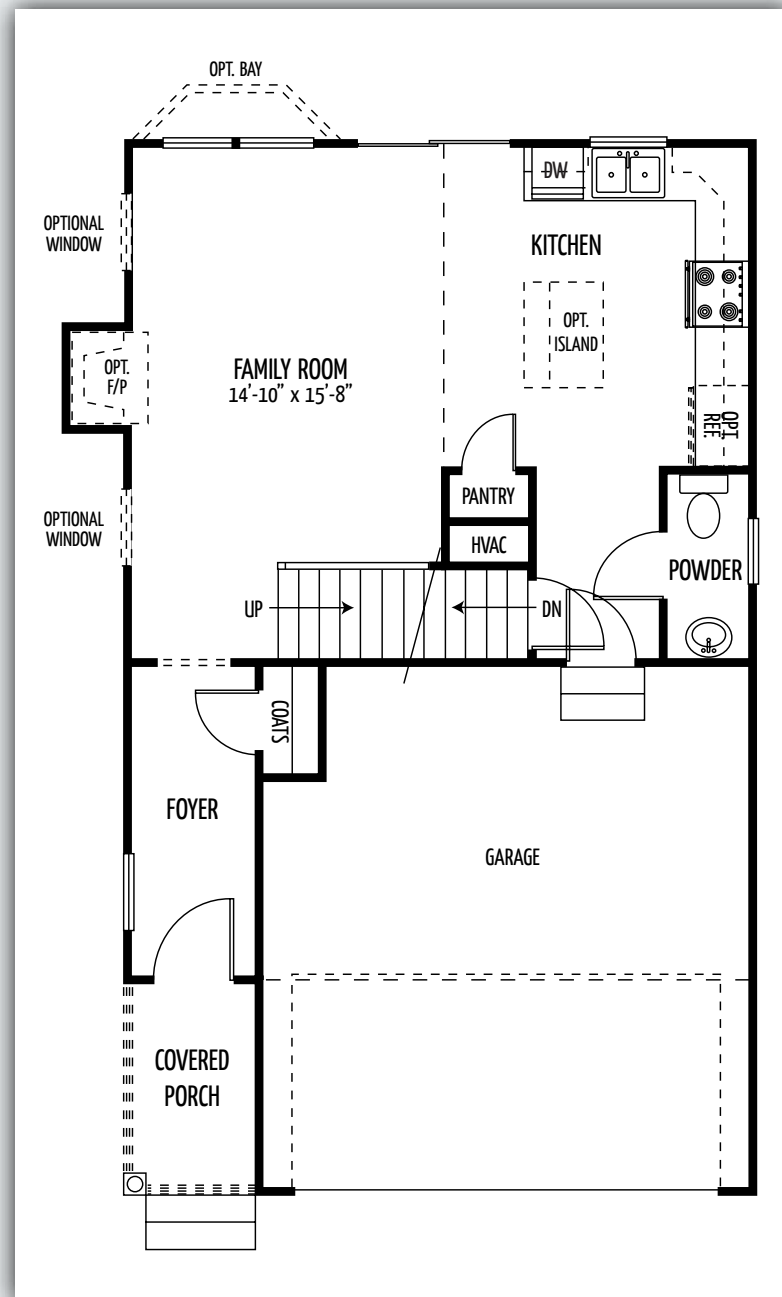 OPT. BAY
DW
OPTIONAL
WINDOW
KITCHEN
OPT.
ISLAND
OPT.
F/P
FAMILY ROOM
14'-10" x 15'-8"
OPT.
REF.
PANTRY
OPTIONAL
WINDOW
HVAC
POWDER
UP
DN
COATS
FOYER
GARAGE
COVERED
PORCH